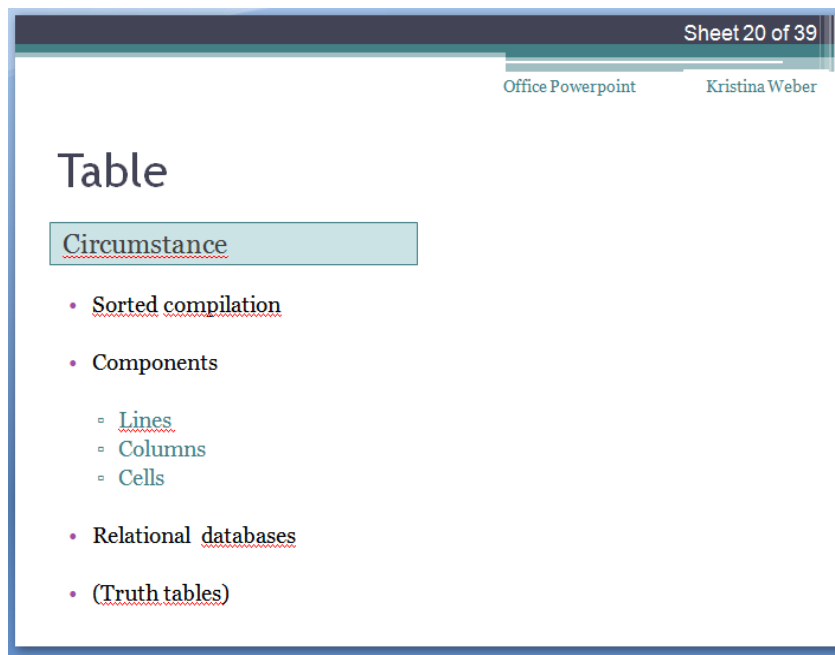 Sheet 20 of 39
Office Powerpoint Kristina Weber
Table
Circumstance
• Sorted compilation
• Components
▫ Lines
▫ Columns
▫ Cells
• Relational databases
• (Truth tables)